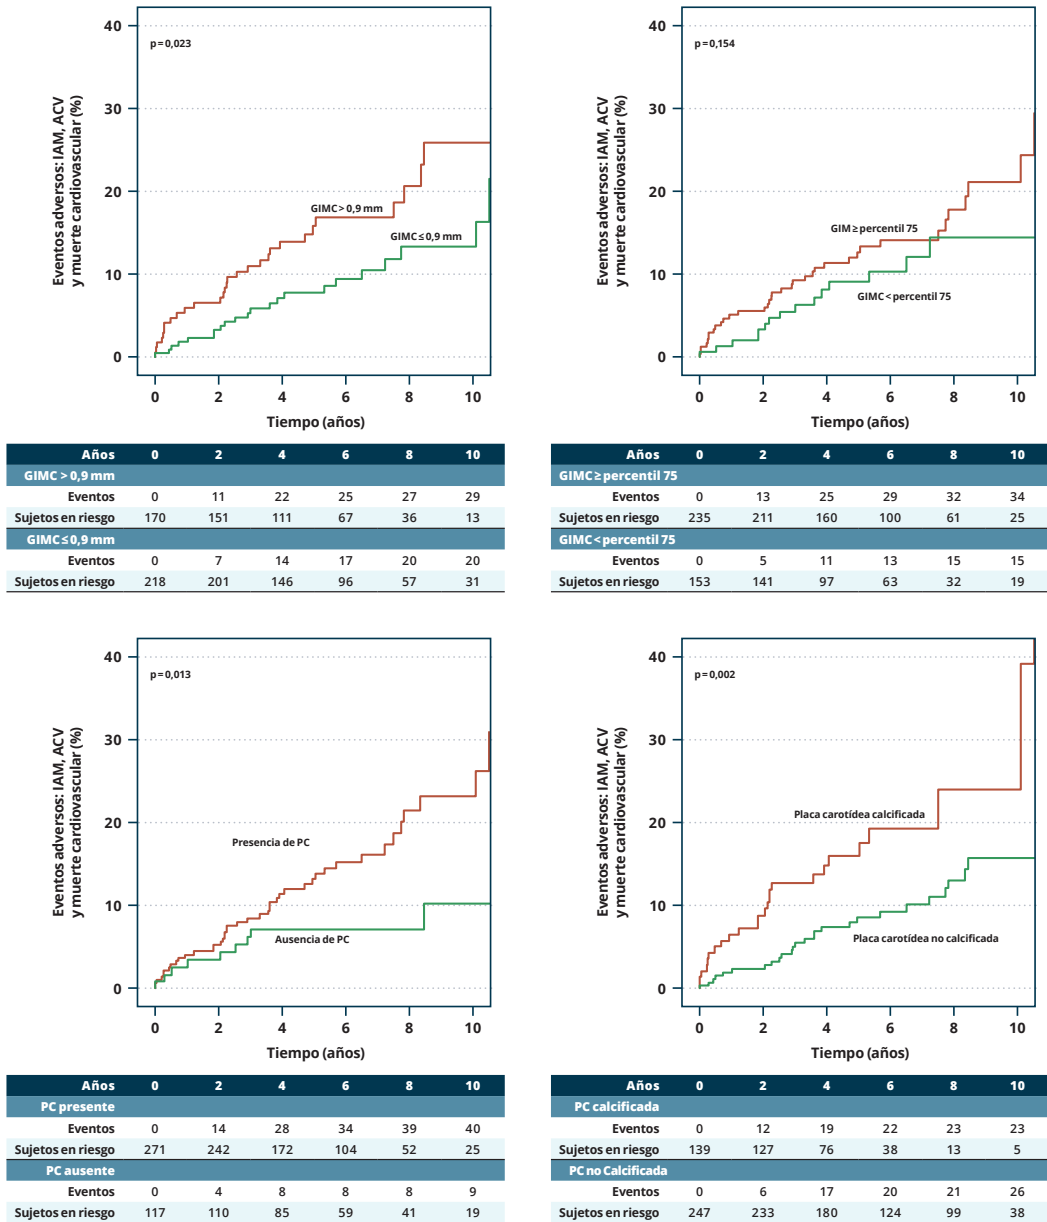 40
30
20
10
0
p=0,023
Eventos adversos: IAM, ACV
y muerte cardiovascular (%)
GIMC > 0,9 mm
GIMC ≤ 0,9 mm
0 2 4 6 8 10
Tiempo (años)
Años 0 2 4 6 8 10
GIMC > 0,9 mm
Eventos 0 11 22 25 27 29
Sujetos en riesgo 170 151 111 67 36 13
GIMC ≤ 0,9 mm
Eventos 0 7 14 17 20 20
Sujetos en riesgo 218 201 146 96 57 31
40
30
20
10
0
p=0,154
Eventos adversos: IAM, ACV
y muerte cardiovascular (%)
GIM ≥ percentil 75
GIMC < percentil 75
0 2 4 6 8 10
Tiempo (años)
Años 0 2 4 6 8 10
GIMC ≥ percentil 75
Eventos 0 13 25 29 32 34
Sujetos en riesgo 235 211 160 100 61 25
GIMC < percentil 75
Eventos 0 5 11 13 15 15
Sujetos en riesgo 153 141 97 63 32 19
40
30
20
10
0
p=0,013
Eventos adversos: IAM, ACV
y muerte cardiovascular (%)
Presencia de PC
Ausencia de PC
0 2 4 6 8 10
Tiempo (años)
Años 0 2 4 6 8 10
PC presente
Eventos 0 14 28 34 39 40
Sujetos en riesgo 271 242 172 104 52 25
PC ausente
Eventos 0 4 8 8 8 9
Sujetos en riesgo 117 110 85 59 41 19
40
30
20
10
0
p=0,002
Eventos adversos: IAM, ACV
y muerte cardiovascular (%)
Placa carotídea calcificada
Placa carotídea no calcificada
0 2 4 6 8 10
Tiempo (años)
Años 0 2 4 6 8 10
PC calcificada
Eventos 0 12 19 22 23 23
Sujetos en riesgo 139 127 76 38 13 5
PC no Calcificada
Eventos 0 6 17 20 21 26
Sujetos en riesgo 247 233 180 124 99 38